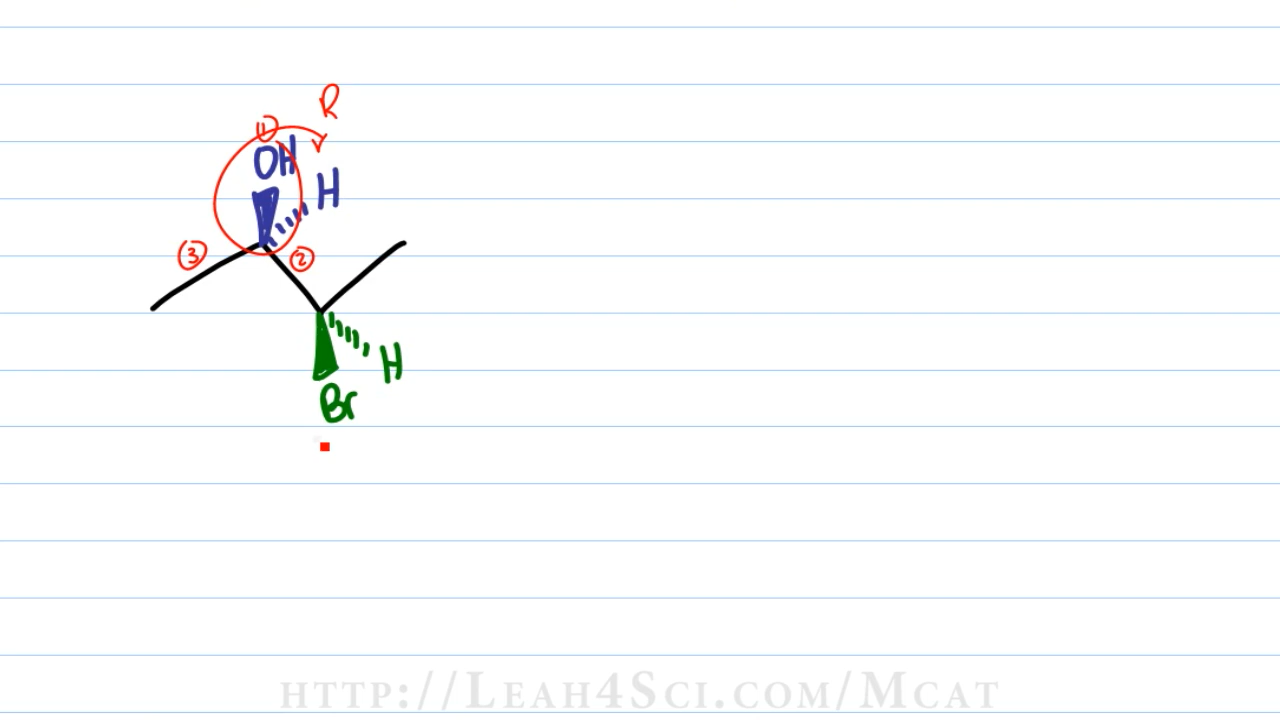 R
①
OH
H
③
②
H
Br
HTTP://LEAH4SCI.COM/MCAT